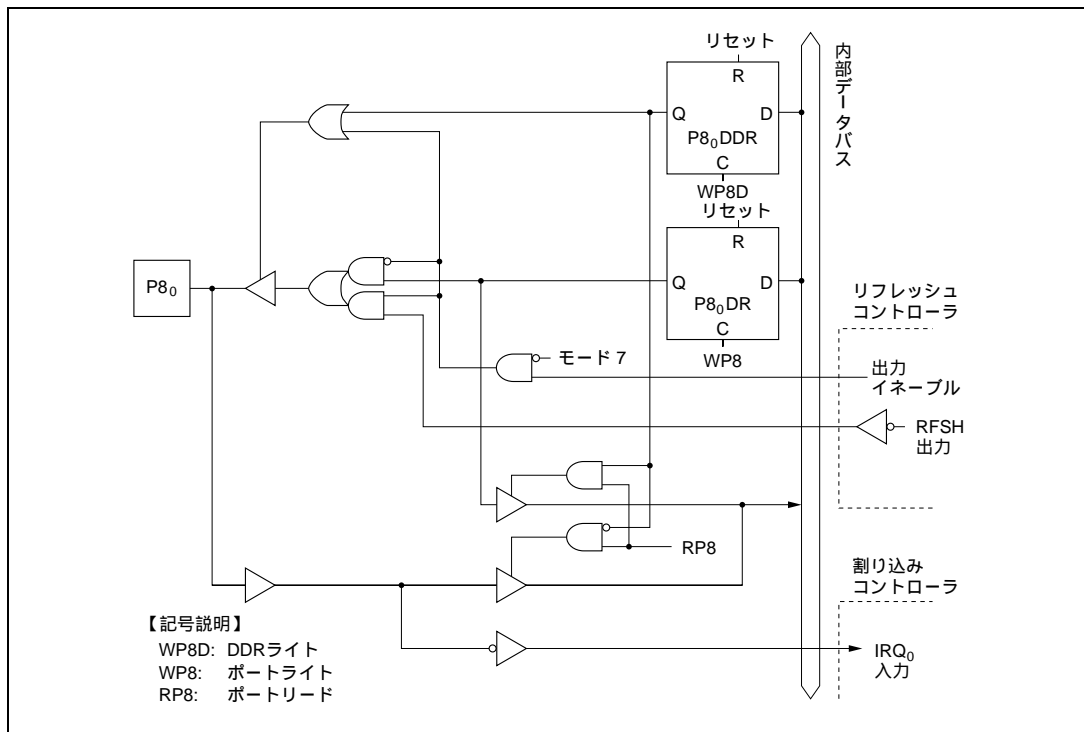 リセット
R
Q
D
P8₀DDR
C
WP8D
リセット
R
Q
D
P8₀DR
C
WP8
内部データバス
P8₀
モード 7
リフレッシュ
コントローラ
出力
イネーブル
RFSH
出力
RP8
割り込み
コントローラ
IRQ₀
入力
【記号説明】
WP8D: DDRライト
WP8: ポートライト
RP8: ポートリード